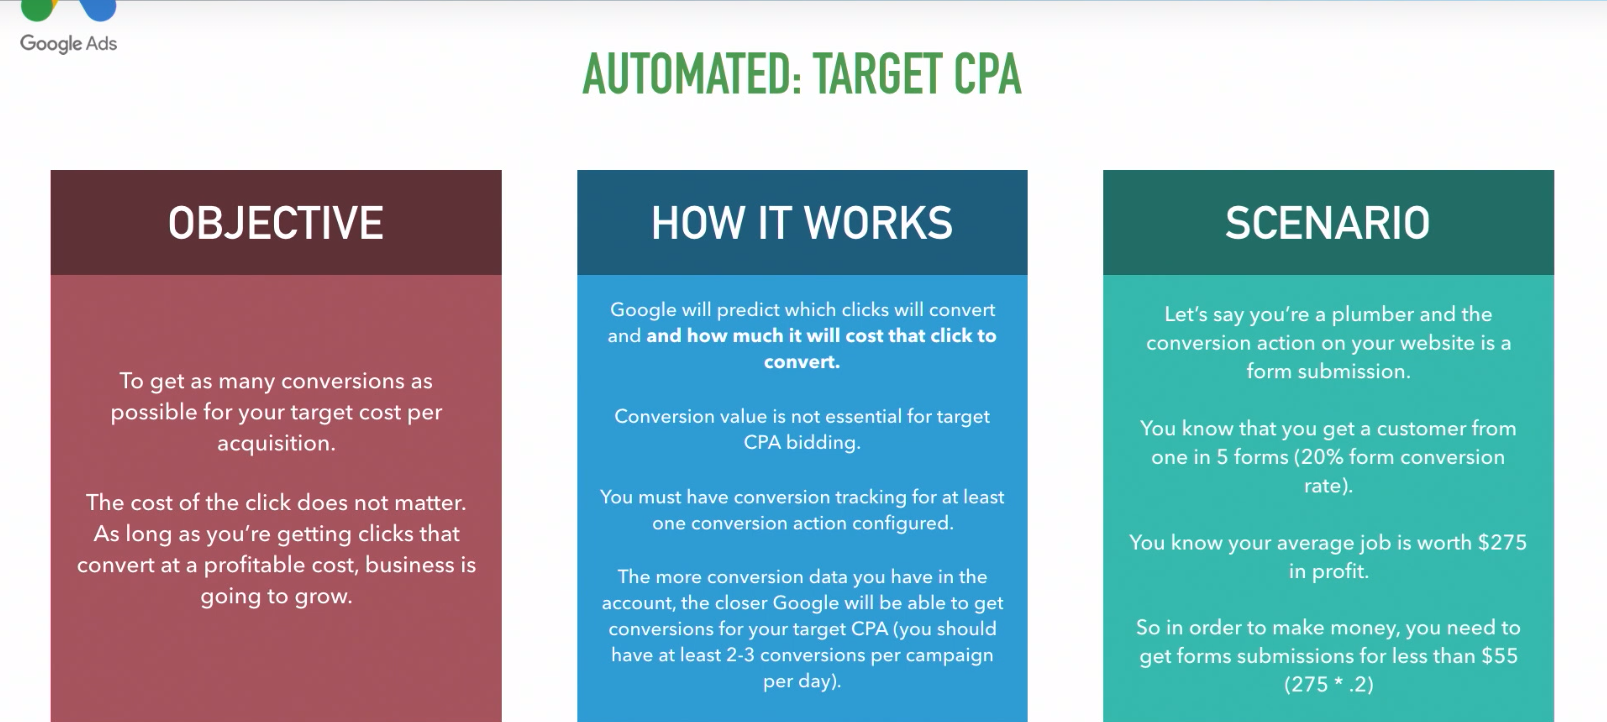 Google Ads
AUTOMATED: TARGET CPA
OBJECTIVE
To get as many conversions as
possible for your target cost per
acquisition.
The cost of the click does not matter.
As long as you’re getting clicks that
convert at a profitable cost, business is
going to grow.
HOW IT WORKS
Google will predict which clicks will convert
and and how much it will cost that click to
convert.
Conversion value is not essential for target
CPA bidding.
You must have conversion tracking for at least
one conversion action configured.
The more conversion data you have in the
account, the closer Google will be able to get
conversions for your target CPA (you should
have at least 2-3 conversions per campaign
per day).
SCENARIO
Let’s say you’re a plumber and the
conversion action on your website is a
form submission.
You know that you get a customer from
one in 5 forms (20% form conversion
rate).
You know your average job is worth $275
in profit.
So in order to make money, you need to
get forms submissions for less than $55
(275 * .2)